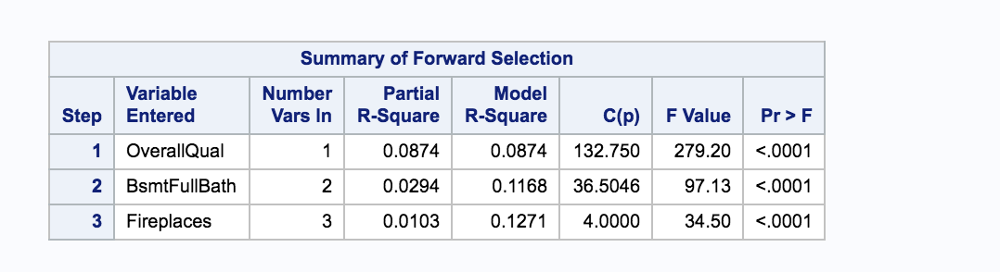 Summary of Forward Selection
Step Variable Entered Number Vars In Partial R-Square Model R-Square C(p) F Value Pr > F
1 OverallQual 1 0.0874 0.0874 132.750 279.20 <.0001
2 BsmtFullBath 2 0.0294 0.1168 36.5046 97.13 <.0001
3 Fireplaces 3 0.0103 0.1271 4.0000 34.50 <.0001